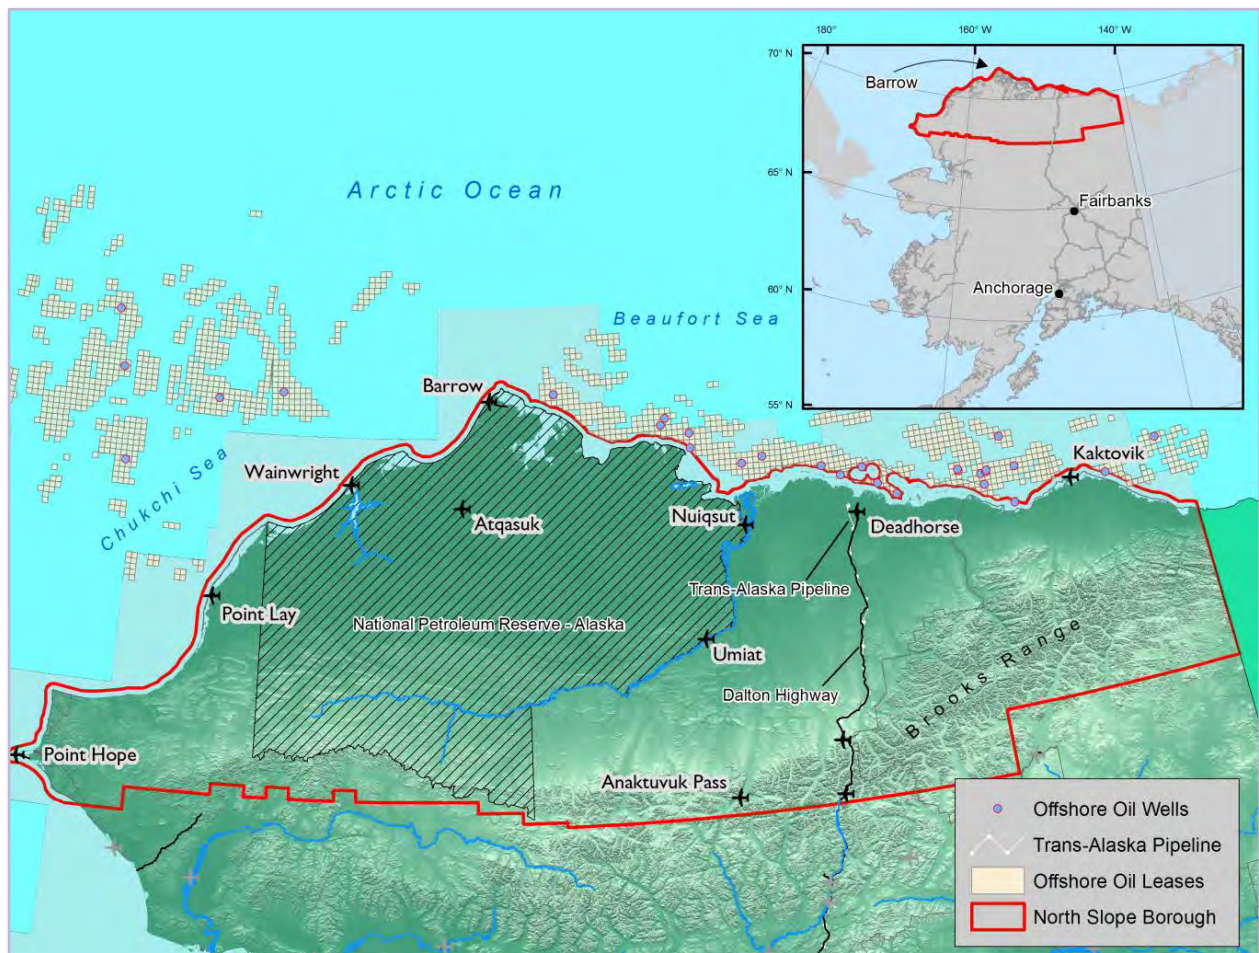 180°
160° W
140° W
70° N
Barrow
65° N
Fairbanks
60° N
Anchorage
55° N
Arctic Ocean
Beaufort Sea
Barrow
Chukchi Sea
Wainwright
Kaktovik
Atqasuk
Nuiqsut
Deadhorse
Trans-Alaska Pipeline
Point Lay
National Petroleum Reserve - Alaska
Umiat
Brooks Range
Dalton Highway
Point Hope
Anaktuvuk Pass
Offshore Oil Wells
Trans-Alaska Pipeline
Offshore Oil Leases
North Slope Borough